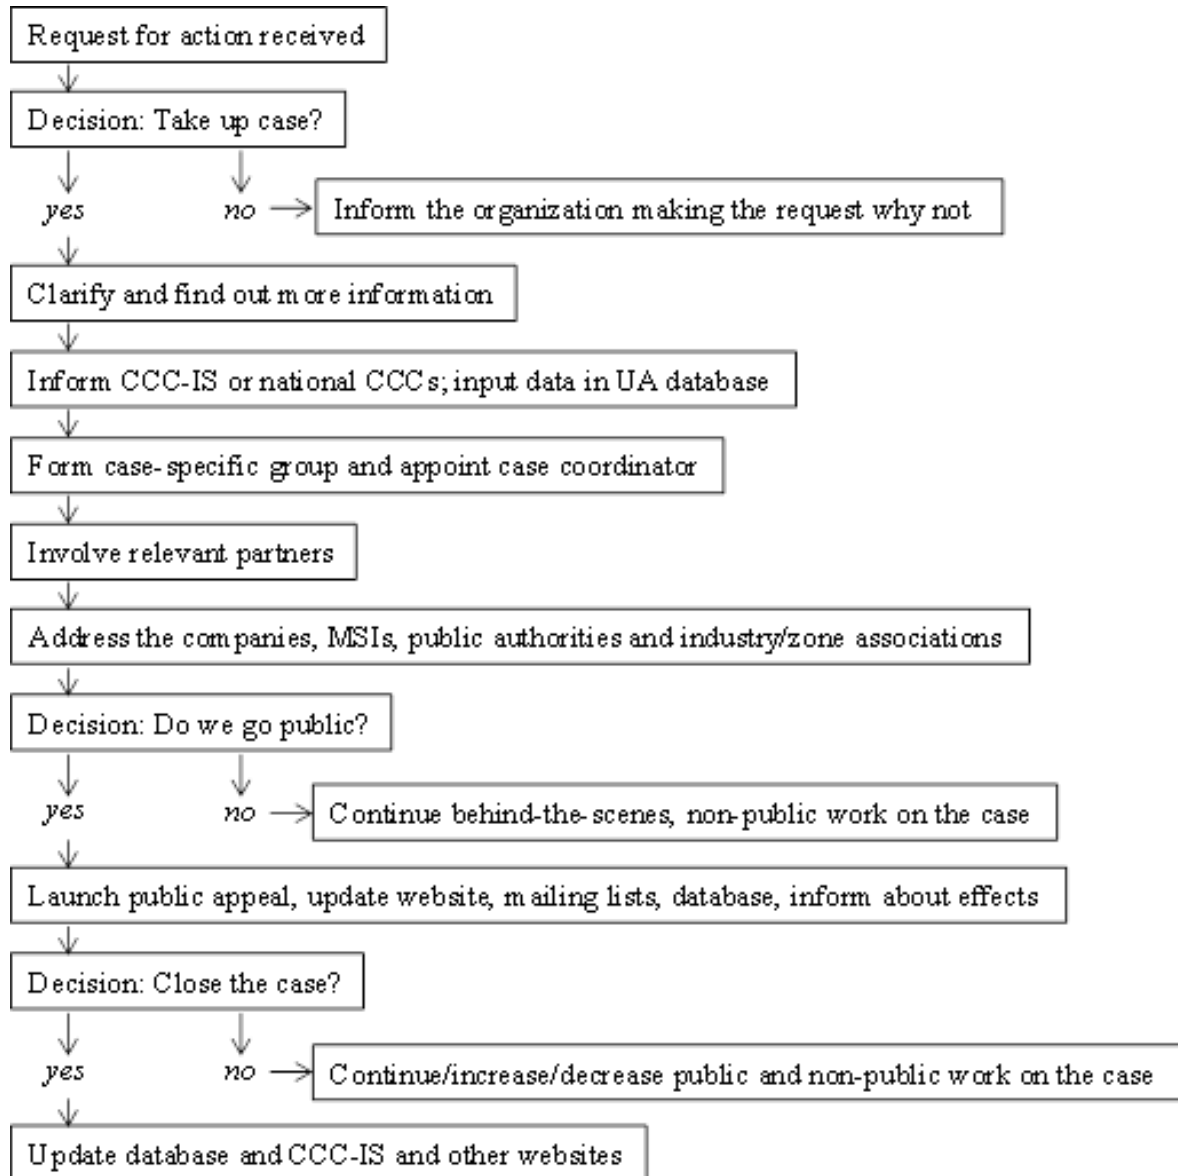 Request for action received
Decision: Take up case?
yes
no
Inform the organization making the request why not
Clarify and find out more information
Inform CCC-IS or national CCCs; input data in UA database
Form case-specific group and appoint case coordinator
Involve relevant partners
Address the companies, MSIs, public authorities and industry/zone associations
Decision: Do we go public?
yes
no
Continue behind-the-scenes, non-public work on the case
Launch public appeal, update website, mailing lists, database, inform about effects
Decision: Close the case?
yes
no
Continue/increase/decrease public and non-public work on the case
Update database and CCC-IS and other websites